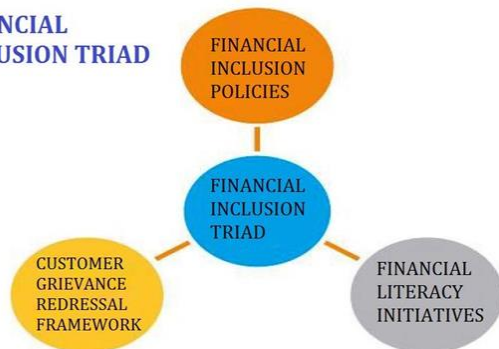 NCIAL
USION TRIAD
FINANCIAL
INCLUSION
POLICIES
FINANCIAL
INCLUSION
TRIAD
CUSTOMER
GRIEVANCE
REDRESSAL
FRAMEWORK
FINANCIAL
LITERACY
INITIATIVES